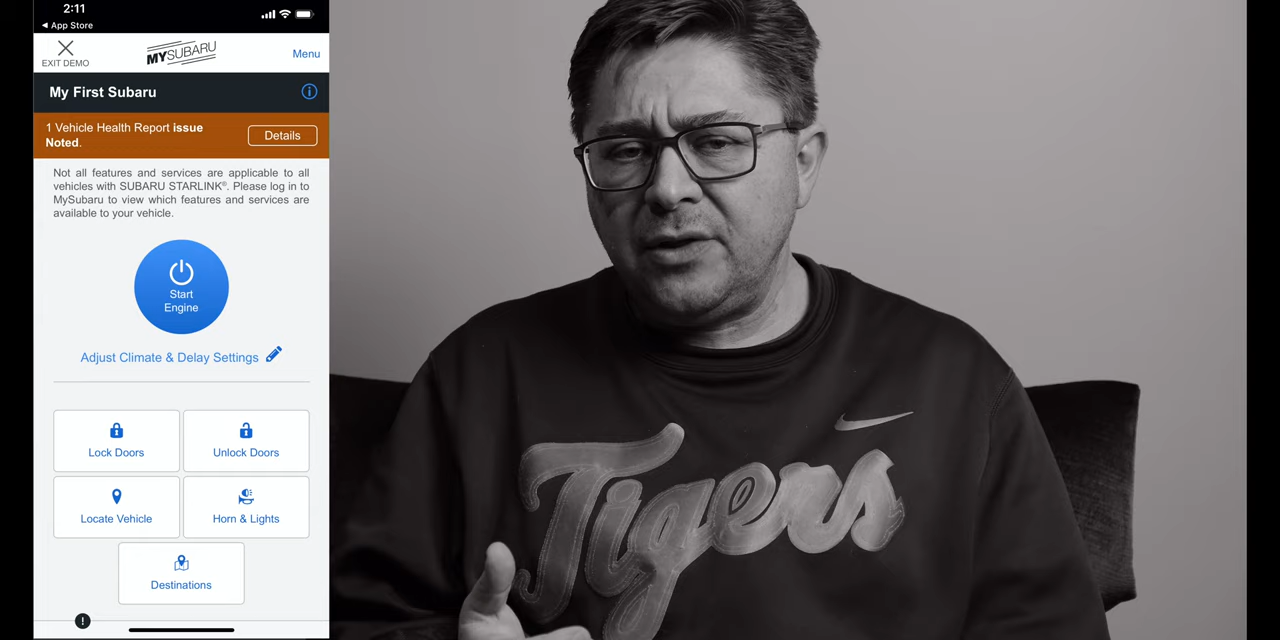 2:11
◀ App Store
EXIT DEMO
MYSUBARU
Menu
My First Subaru
1 Vehicle Health Report issue
Noted.
Details
Not all features and services are applicable to all
vehicles with SUBARU STARLINK®. Please log in to
MySubaru to view which features and services are
available to your vehicle.
Start
Engine
Adjust Climate & Delay Settings
Lock Doors
Unlock Doors
Locate Vehicle
Horn & Lights
Destinations
Tigers